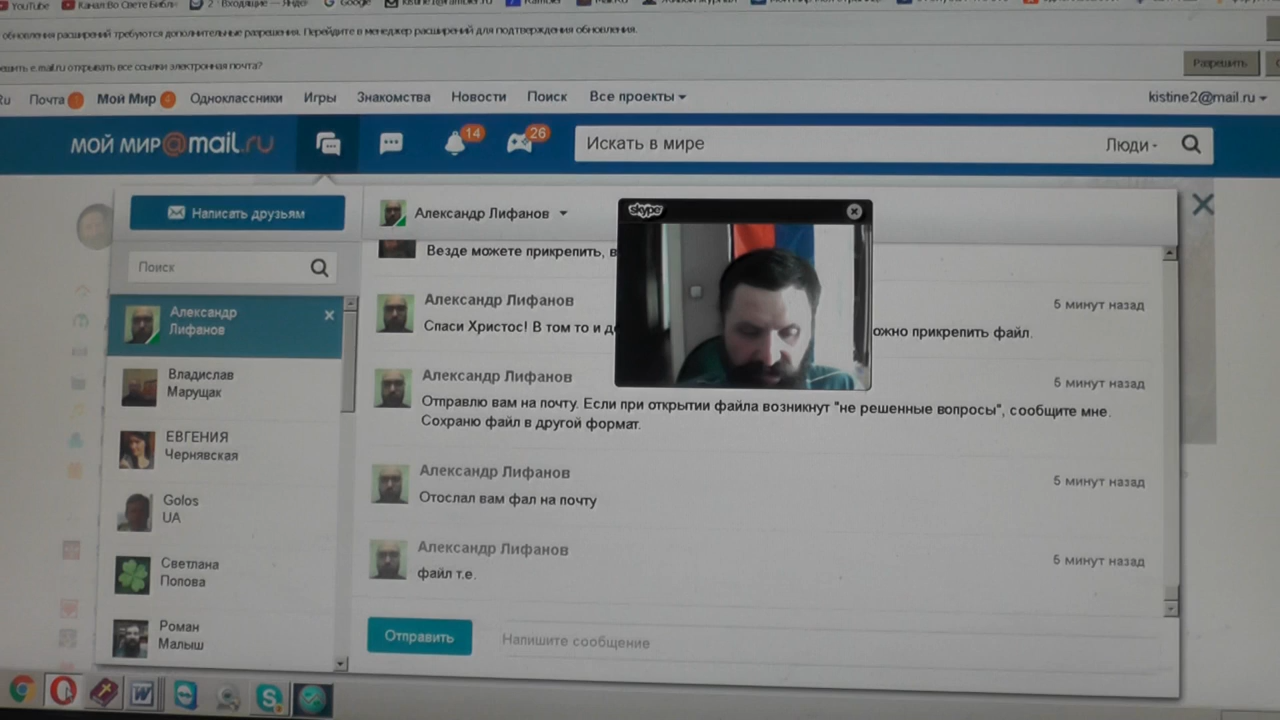 YouTube
Канал:Во Свете Библ
2 · Входящие — Янде
Google
обновления расширений требуются дополнительные разрешения. Перейдите в менеджер расширений для подтверждения обновления.
ешить e.mail.ru открывать все ссылки электронная почта?
Разрешить
Ru Почта Мой Мир 4 Одноклассники Игры Знакомства Новости Поиск Все проекты
kistine2@mail.ru
МОЙ МИР@mail.ru
14
26
Искать в мире
Люди
Написать друзьям
Александр Лифанов
skype
Поиск
Везде можете прикрепить, в
Александр
Лифанов
Александр Лифанов
5 минут назад
Спаси Христос! В том то и де
ожно прикрепить файл.
Владислав
Марущак
Александр Лифанов
5 минут назад
Отправлю вам на почту. Если при открытии файла возникнут "не решенные вопросы", сообщите мне.
Сохраню файл в другой формат.
ЕВГЕНИЯ
Чернявская
Александр Лифанов
5 минут назад
Отослал вам фал на почту
Golos
UA
Александр Лифанов
5 минут назад
файл т.е.
Светлана
Попова
Роман
Малыш
Отправить
Напишите сообщение